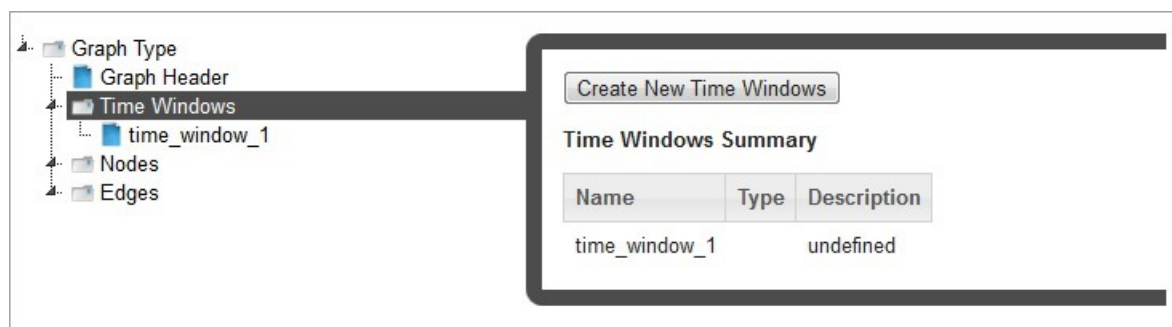 Graph Type
Graph Header
Time Windows
time_window_1
Nodes
Edges
Create New Time Windows
Time Windows Summary
Name Type Description
time_window_1 undefined